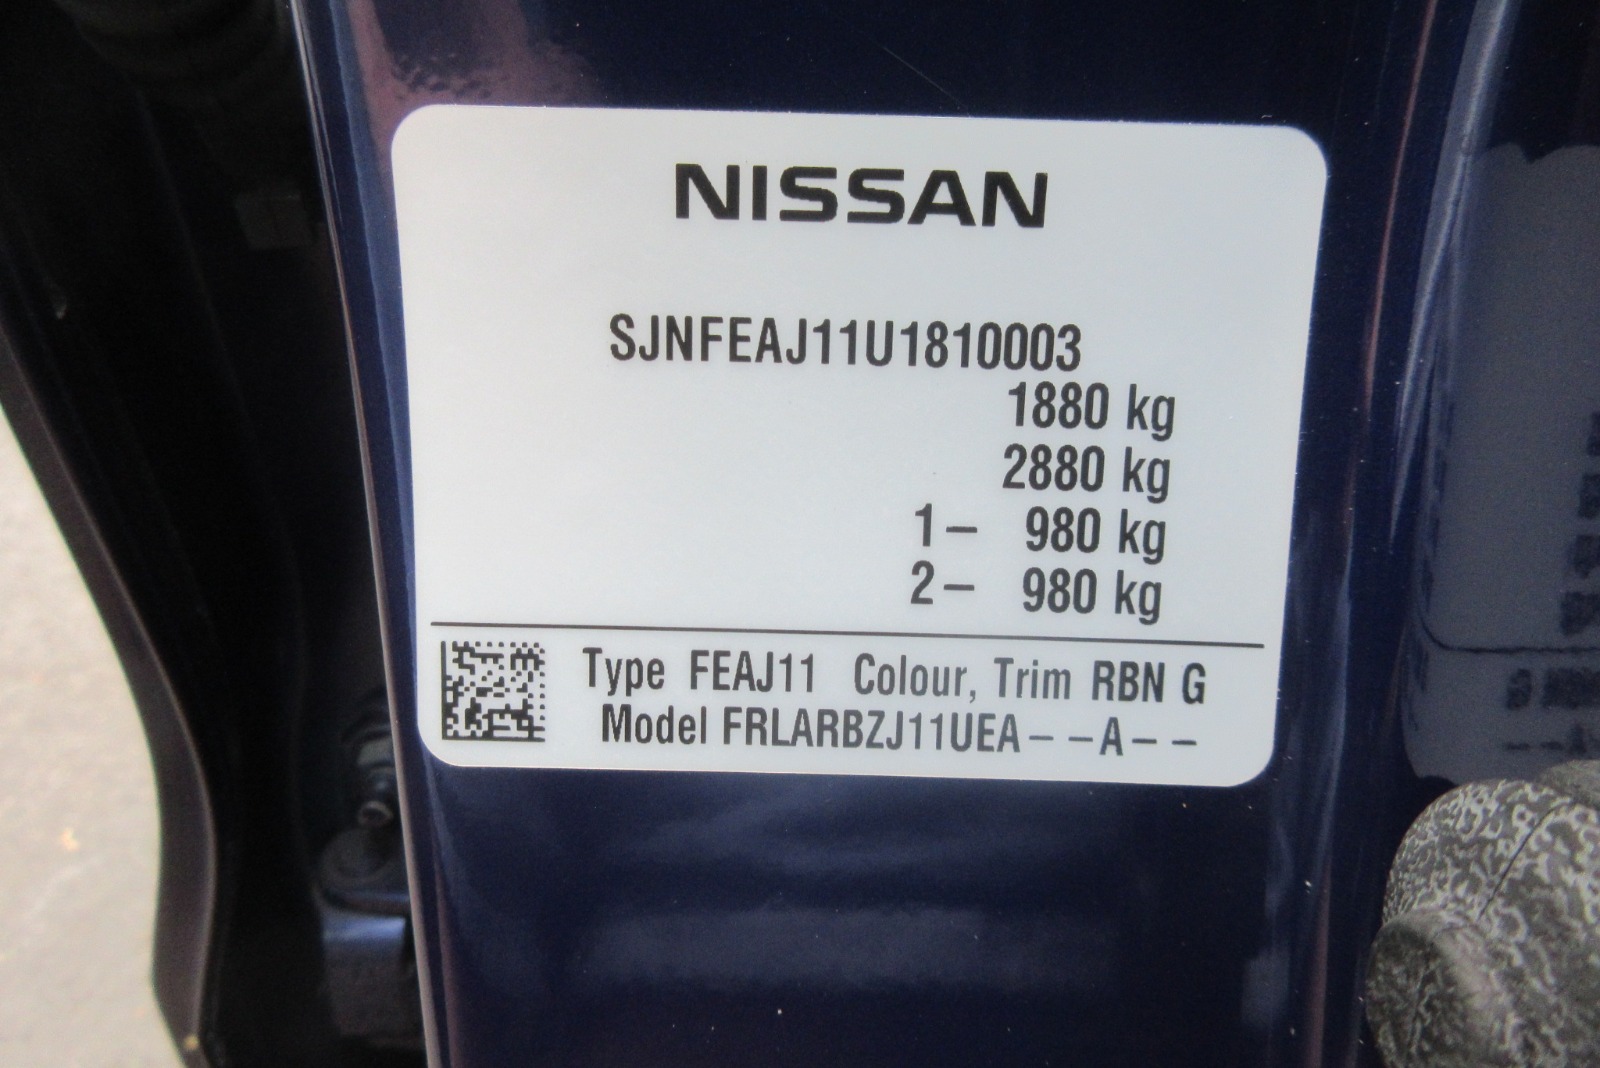 NISSAN
SJNFEAJ11U1810003
1880 kg
2880 kg
1– 980 kg
2– 980 kg
Type FEAJ11 Colour, Trim RBN G
Model FRLARBZJ11UEA – – A – –